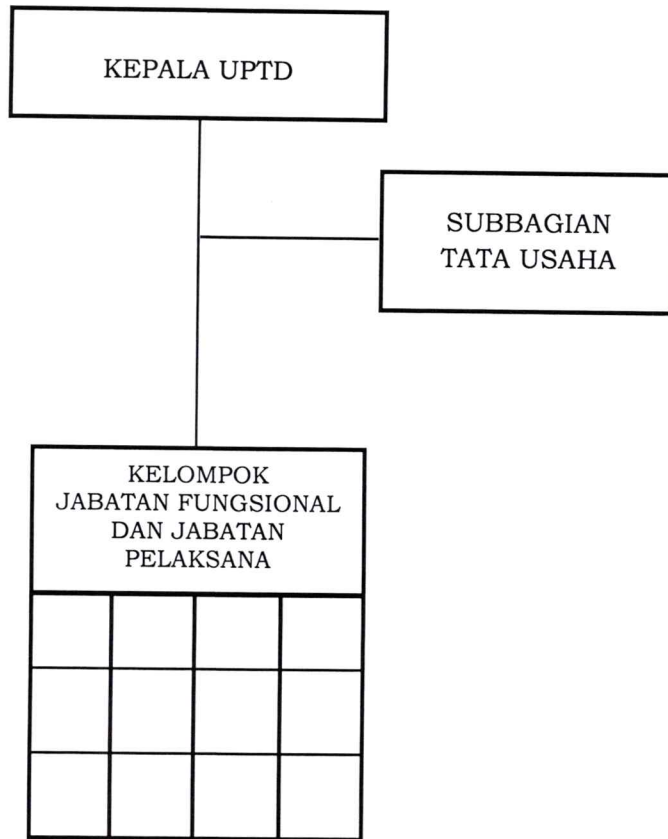 KEPALA UPTD
SUBBAGIAN
TATA USAHA
KELOMPOK
JABATAN FUNGSIONAL
DAN JABATAN
PELAKSANA